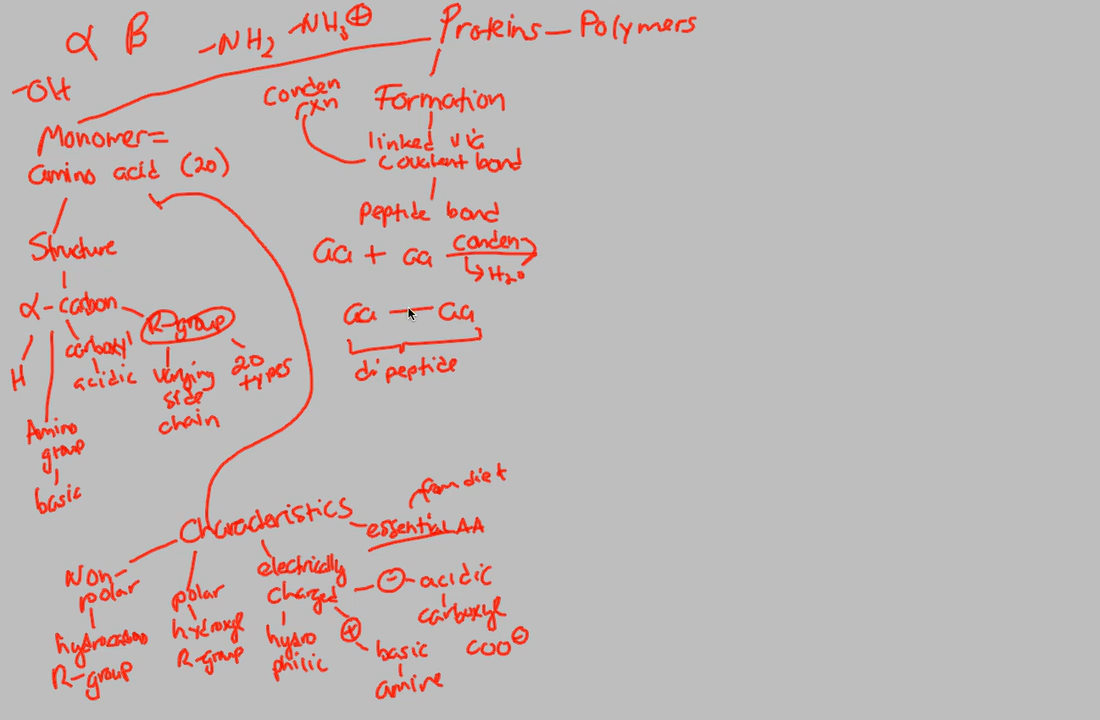 α β
-NH2
-NH3⊕
Proteins — Polymers
-OH
Monomer =
amino acid (20)
Structure
α-carbon
H
Amino
group
basic
carboxyl
acidic
R-group
varying
side
chain
20
types
Conden
rxn
Formation
linked via
covalent bond
peptide bond
aa + aa conden→
↳H2O
aa — aa
dipeptide
Characteristics
essential AA
from diet
Non-
polar
hydrocarbon
R-group
polar
hydroxyl
R-group
electrically
charged
hydro
philic
⊖ - acidic
carboxyl
COO⊖
⊕
basic
amine